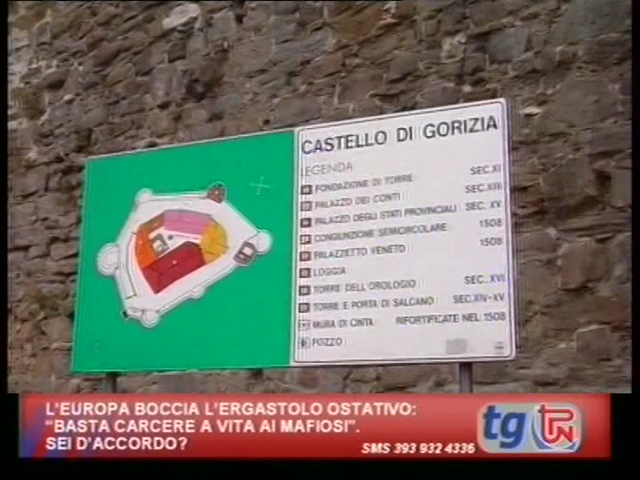 CASTELLO DI GORIZIA
LEGENDA
FONDAZIONE DI TORRE SEC. XI
PALAZZO DEI CONTI SEC. XIII
PALAZZO DEGLI STATI PROVINCIALI SEC. XV
CONGIUNZIONE SEMICIRCOLARE 1508
PALAZZETTO VENETO 1508
LOGGIA
TORRE DELL'OROLOGIO SEC. XVI
TORRE E PORTA DI SALCANO SEC. XIV-XV
MURA DI CINTA RIFORTIFICATE NEL 1508
POZZO
L'EUROPA BOCCIA L'ERGASTOLO OSTATIVO:
"BASTA CARCERE A VITA AI MAFIOSI".
SEI D'ACCORDO?
SMS 393 932 4336
tg TPN